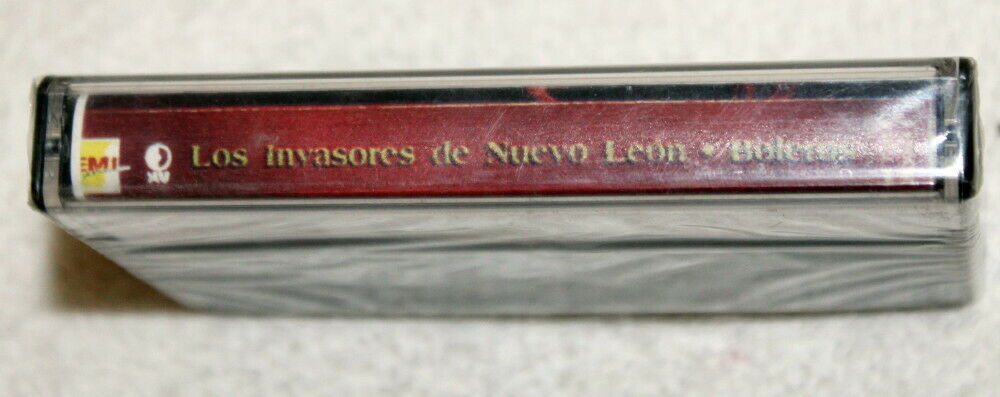 EMI
Los Invasores de Nuevo León • Boleros